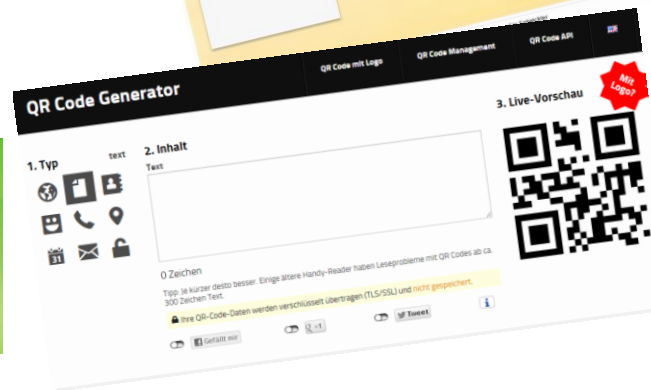 QR Code Generator
QR Code mit Logo
QR Code Management
QR Code API
1. Typ
text
2. Inhalt
Text
3. Live-Vorschau
Mit
Logo?
31
0 Zeichen
Tipp: Je kürzer desto besser. Einige ältere Handy-Reader haben Leseprobleme mit QR Codes ab ca.
300 Zeichen Text.
Ihre QR-Code-Daten werden verschlüsselt übertragen (TLS/SSL) und nicht gespeichert.
Gefällt mir
+1
Tweet
i